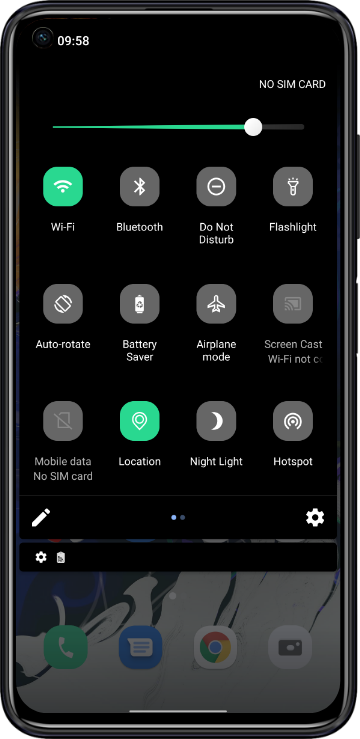 09:58
NO SIM CARD
Wi-Fi
Bluetooth
Do Not
Disturb
Flashlight
Auto-rotate
Battery
Saver
Airplane
mode
Screen Cast
Wi-Fi not c
Mobile data
No SIM card
Location
Night Light
Hotspot